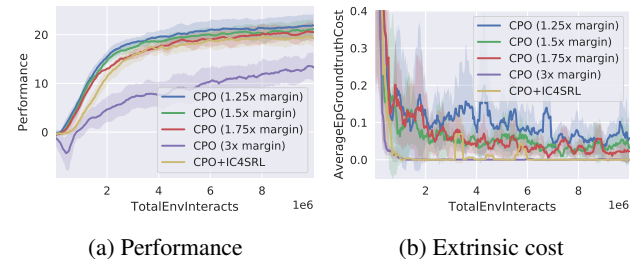 Performance
20
10
0
CPO (1.25x margin)
CPO (1.5x margin)
CPO (1.75x margin)
CPO (3x margin)
CPO+IC4SRL
2 4 6 8
1e6
TotalEnvInteracts
(a) Performance
AverageEpGroundtruthCost
0.4
0.3
0.2
0.1
0.0
CPO (1.25x margin)
CPO (1.5x margin)
CPO (1.75x margin)
CPO (3x margin)
CPO+IC4SRL
2 4 6 8
1e6
TotalEnvInteracts
(b) Extrinsic cost